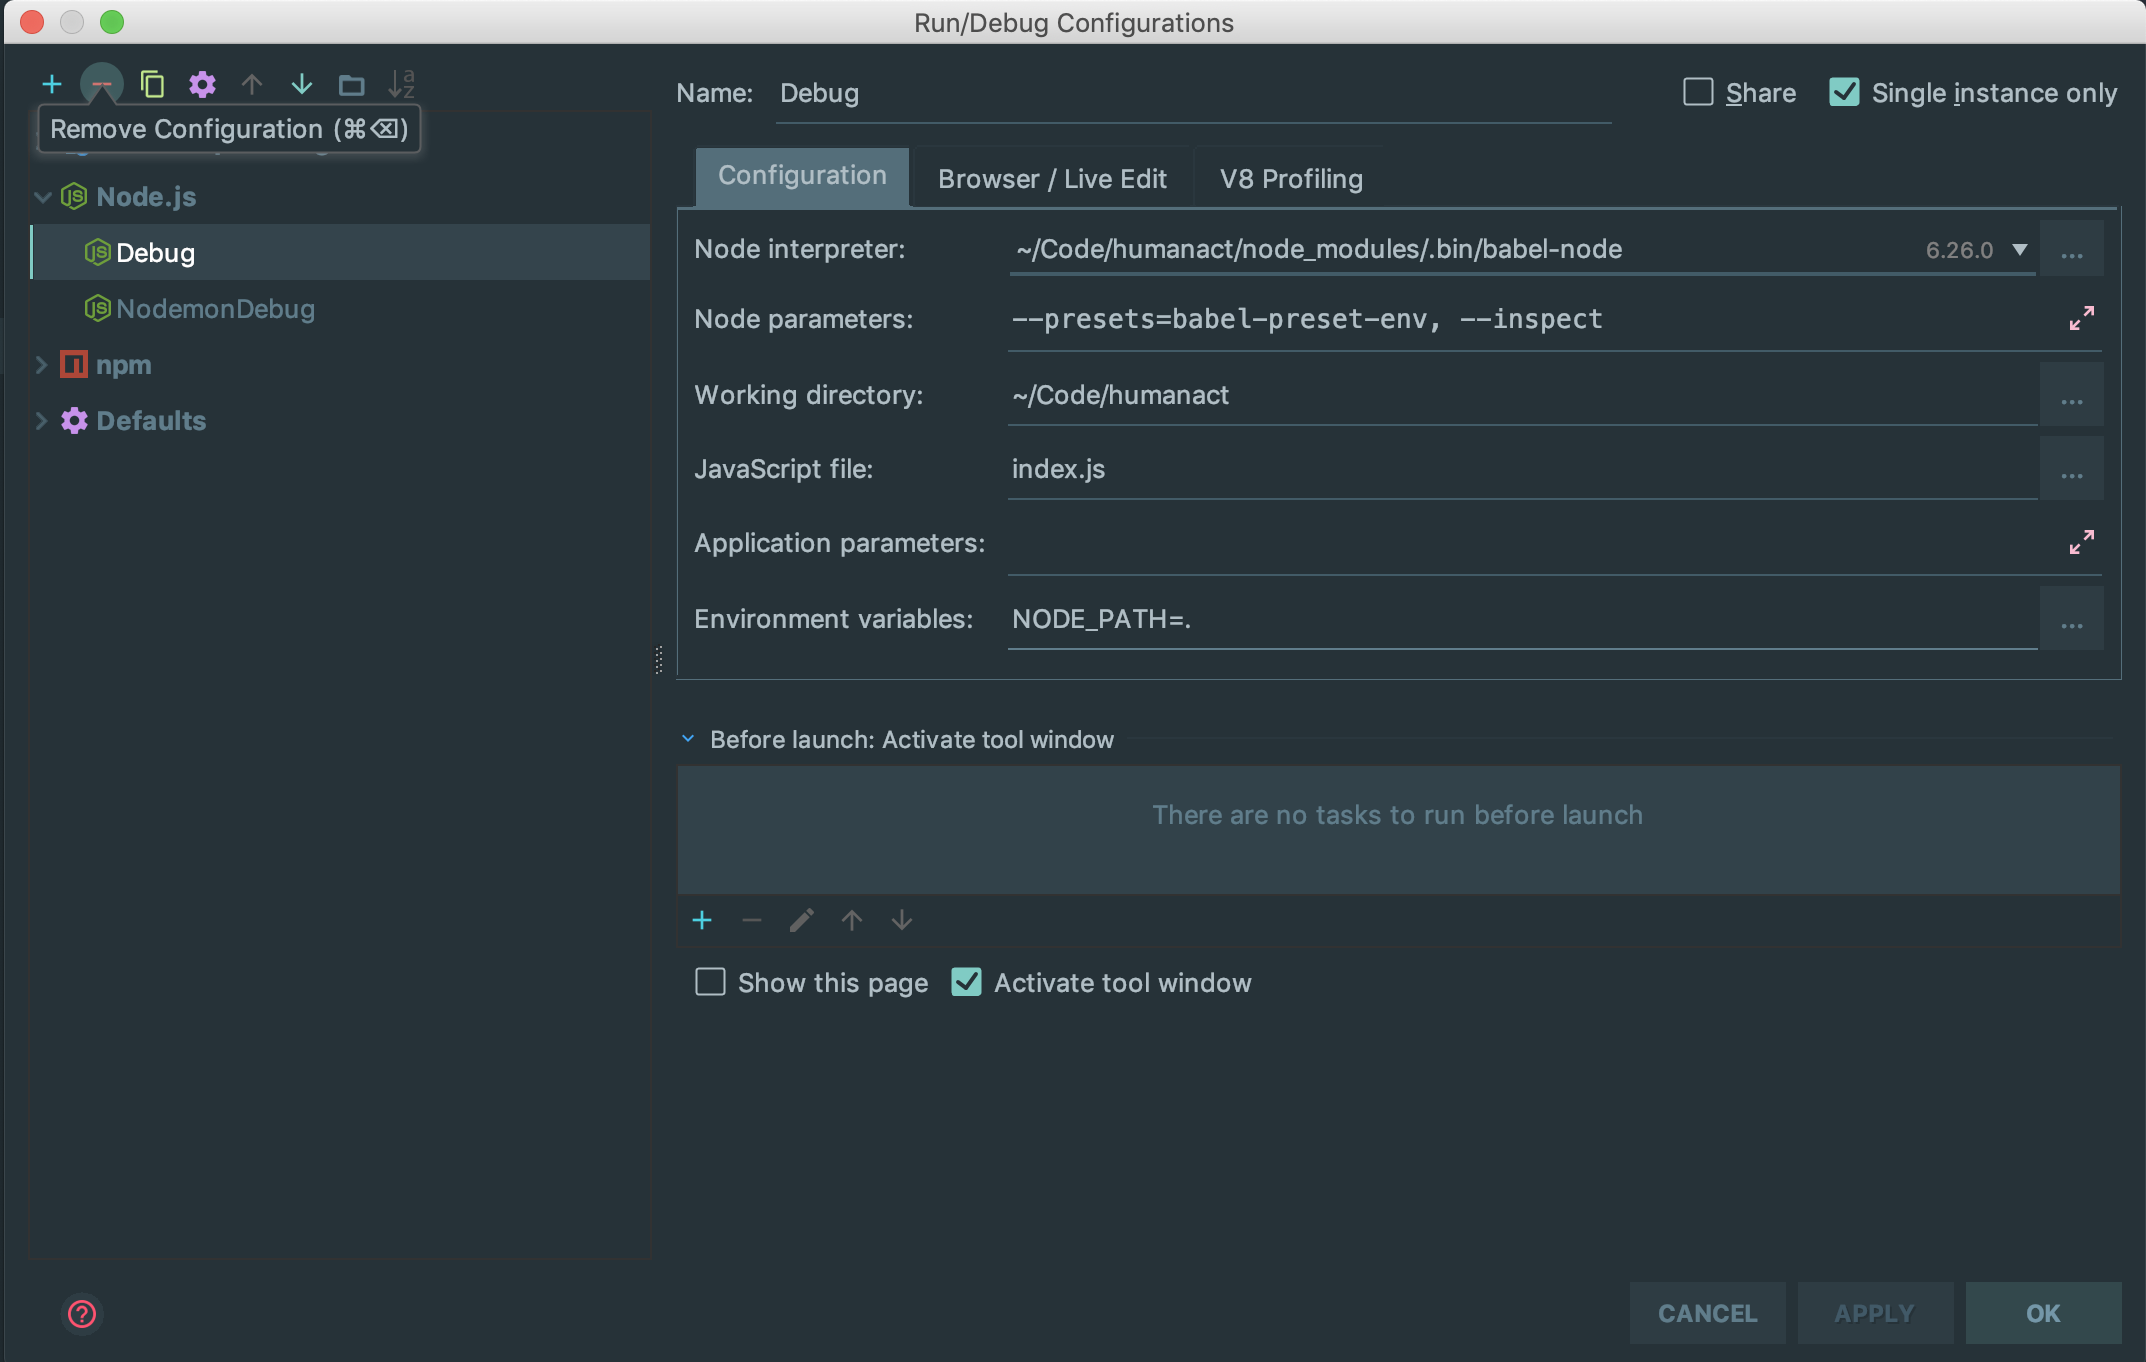 Run/Debug Configurations
Remove Configuration (⌘⌫)
Node.js
Debug
NodemonDebug
npm
Defaults
Name: Debug
Share
Single instance only
Configuration
Browser / Live Edit
V8 Profiling
Node interpreter: ~/Code/humanact/node_modules/.bin/babel-node 6.26.0 ...
Node parameters: --presets=babel-preset-env, --inspect
Working directory: ~/Code/humanact ...
JavaScript file: index.js ...
Application parameters:
Environment variables: NODE_PATH=. ...
Before launch: Activate tool window
There are no tasks to run before launch
Show this page
Activate tool window
CANCEL
APPLY
OK